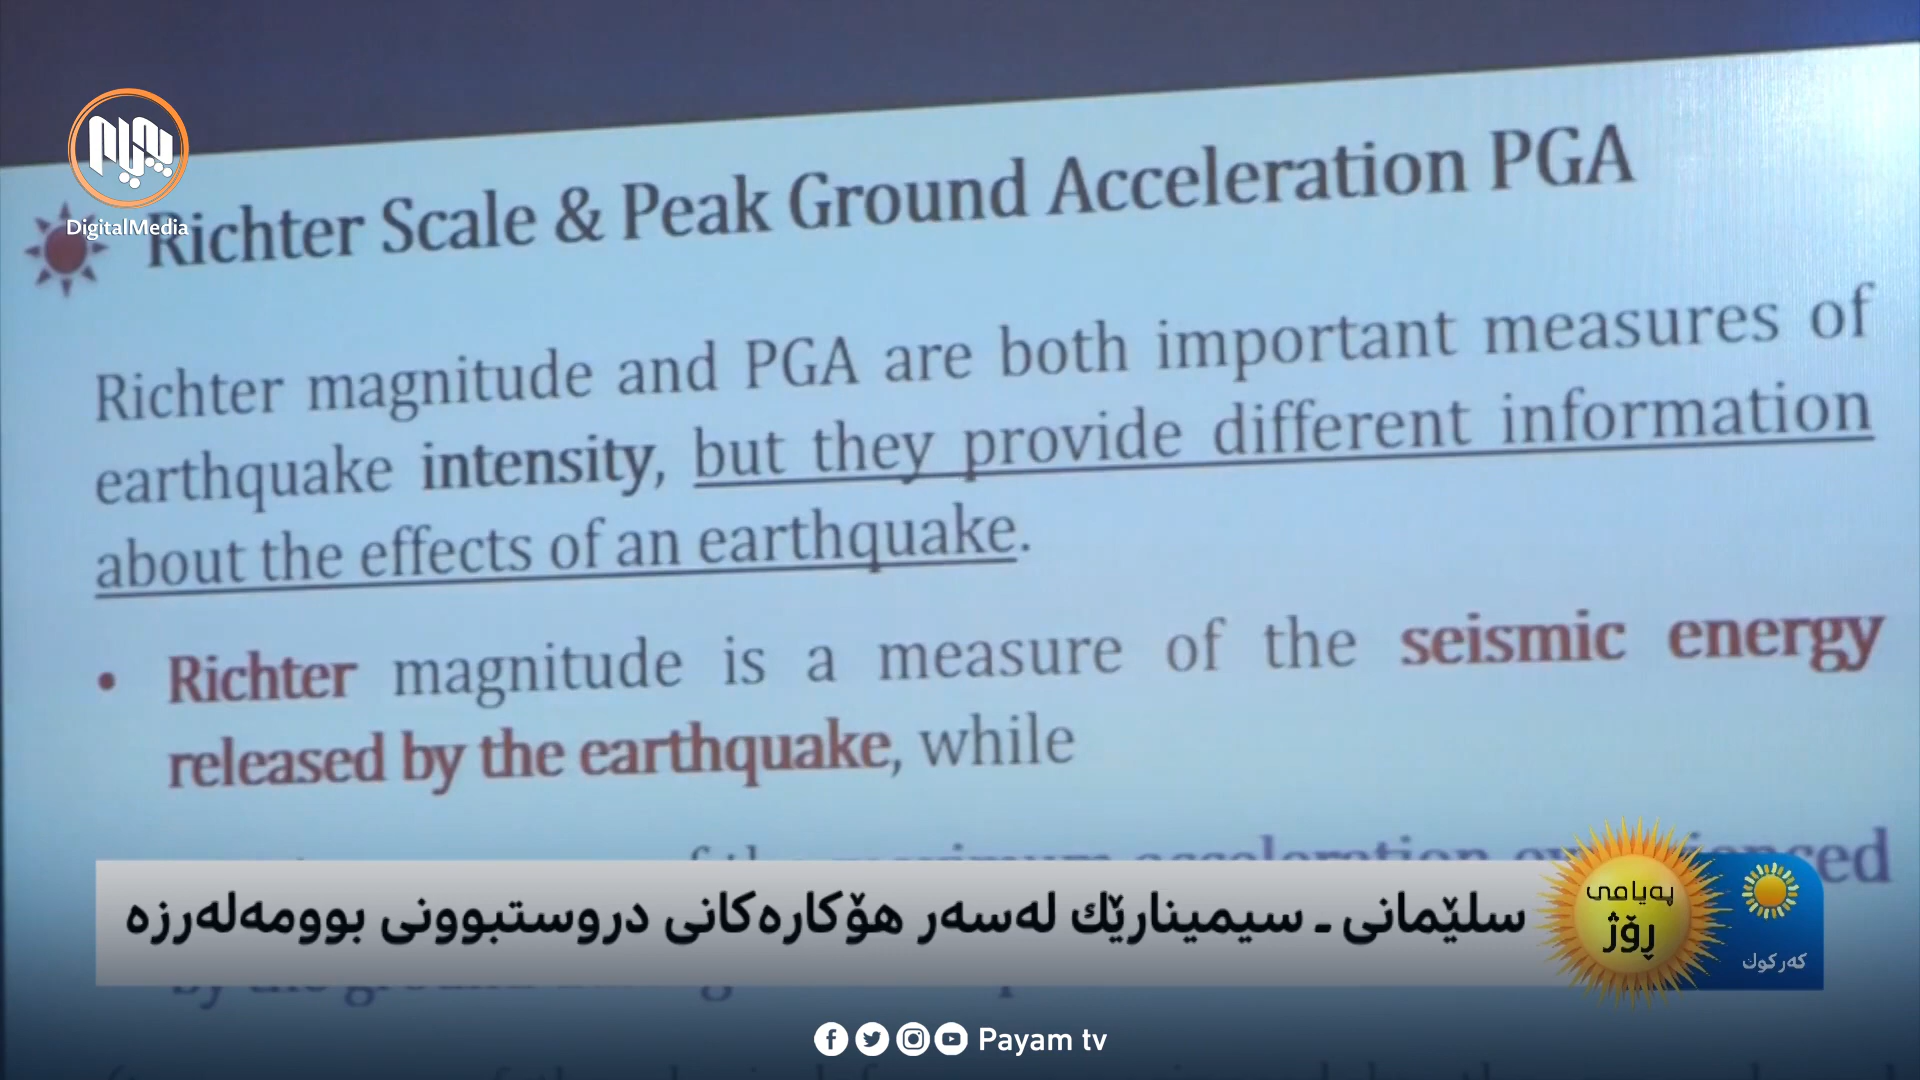 پەیام
DigitalMedia
Richter Scale & Peak Ground Acceleration PGA
Richter magnitude and PGA are both important measures of
earthquake intensity, but they provide different information
about the effects of an earthquake.
• Richter magnitude is a measure of the seismic energy
released by the earthquake, while
سلێمانی ـ سیمینارێك لەسەر هۆكارەكانی دروستبوونی بوومەلەرزە
پەیامی
ڕۆژ
كەركوك
Payam tv